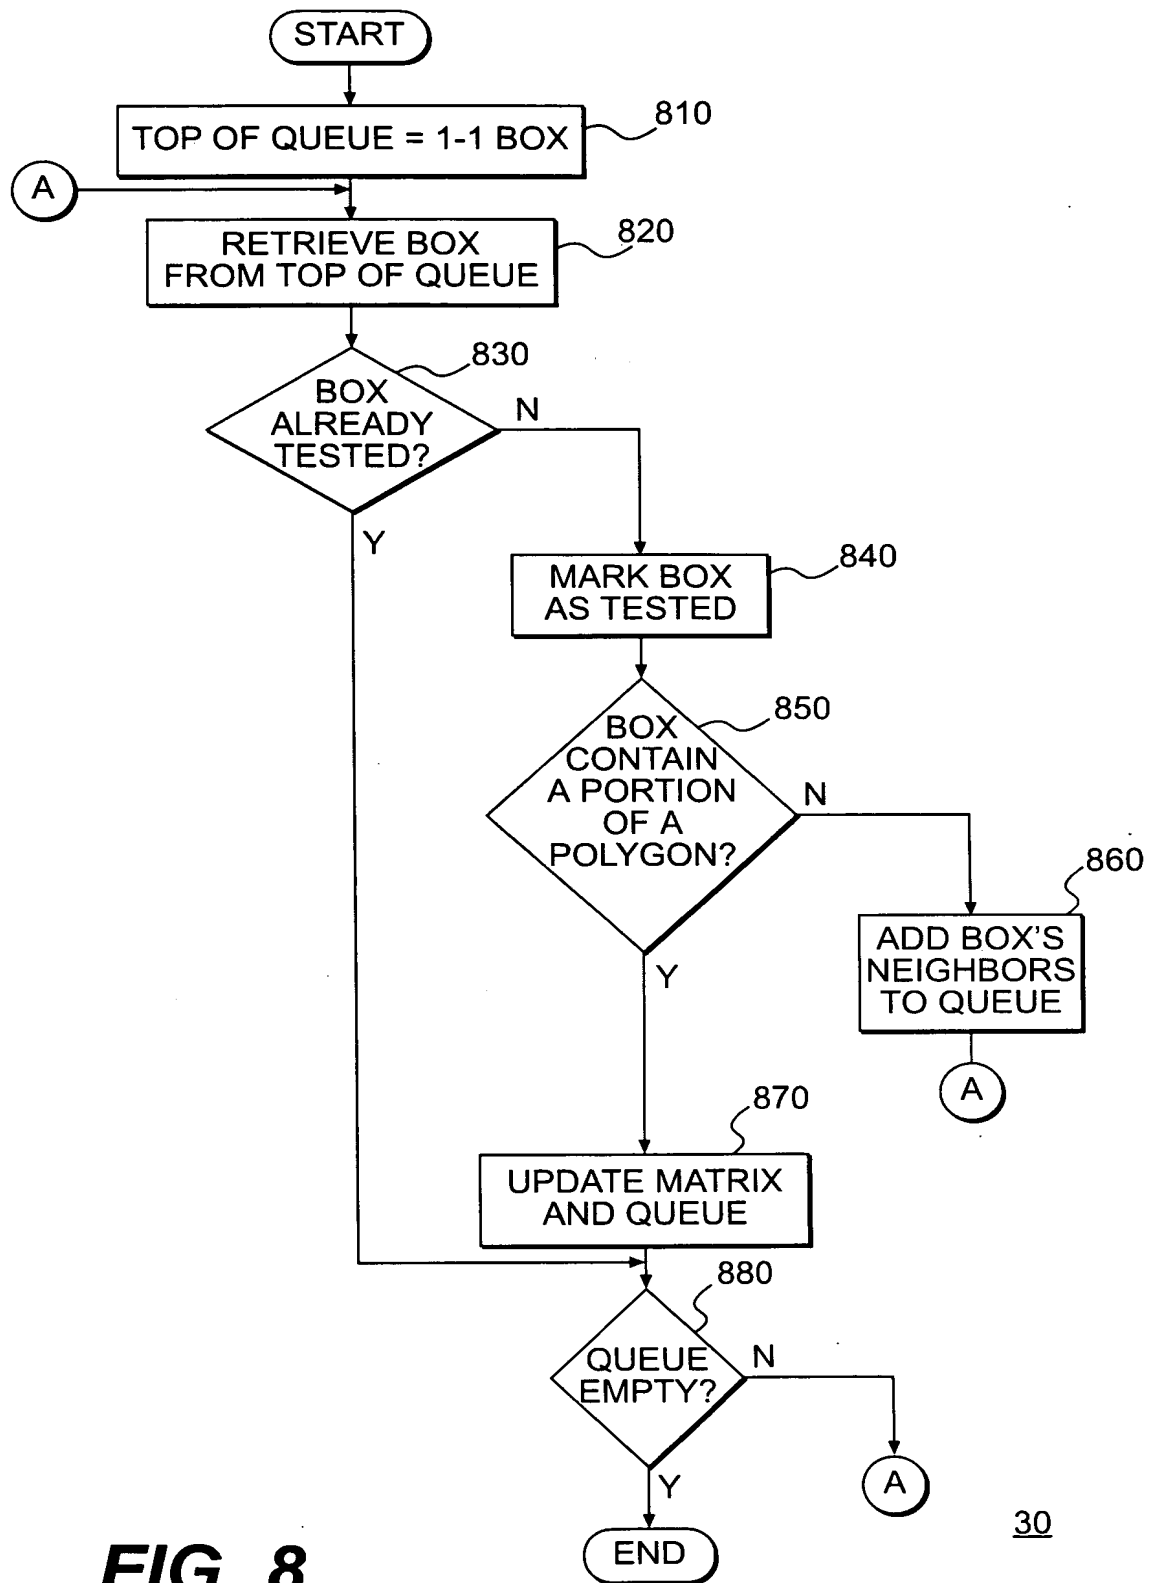 START
810
TOP OF QUEUE = 1-1 BOX
A
820
RETRIEVE BOX
FROM TOP OF QUEUE
830
BOX
ALREADY
TESTED?
N
Y
840
MARK BOX
AS TESTED
850
BOX
CONTAIN
A PORTION
OF A
POLYGON?
N
860
ADD BOX'S
NEIGHBORS
TO QUEUE
Y
A
870
UPDATE MATRIX
AND QUEUE
880
QUEUE
EMPTY?
N
A
Y
30
END
FIG. 8